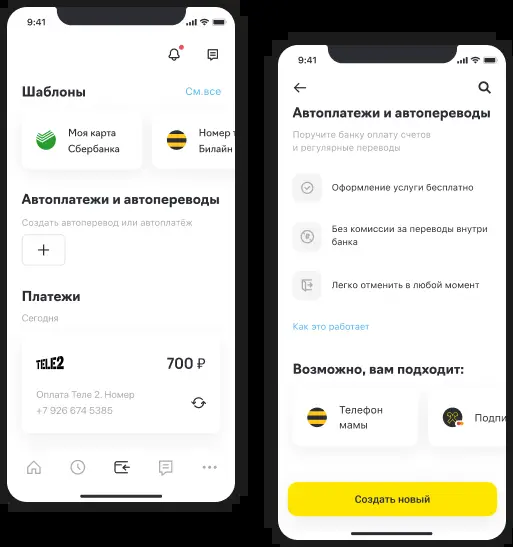 9:41
Шаблоны
См.все
Моя карта
Сбербанка
Номер т
Билайн
Автоплатежи и автопереводы
Создать автоперевод или автоплатёж
Платежи
Сегодня
TELE2
700 ₽
Оплата Теле 2. Номер
+7 926 674 5385
9:41
Автоплатежи и автопереводы
Поручите банку оплату счетов
и регулярные переводы
Оформление услуги бесплатно
Без комиссии за переводы внутри
банка
Легко отменить в любой момент
Как это работает
Возможно, вам подходит:
Телефон
мамы
Подпи
Создать новый